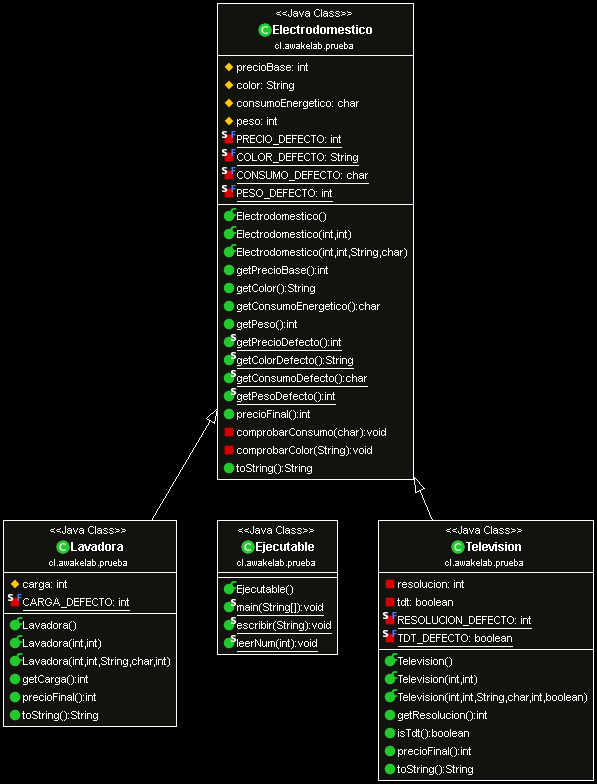 <<Java Class>>
Electrodomestico
cl.awakelab.prueba
precioBase: int
color: String
consumoEnergetico: char
peso: int
PRECIO_DEFECTO: int
COLOR_DEFECTO: String
CONSUMO_DEFECTO: char
PESO_DEFECTO: int
Electrodomestico()
Electrodomestico(int,int)
Electrodomestico(int,int,String,char)
getPrecioBase():int
getColor():String
getConsumoEnergetico():char
getPeso():int
getPrecioDefecto():int
getColorDefecto():String
getConsumoDefecto():char
getPesoDefecto():int
precioFinal():int
comprobarConsumo(char):void
comprobarColor(String):void
toString():String
<<Java Class>>
Lavadora
cl.awakelab.prueba
carga: int
CARGA_DEFECTO: int
Lavadora()
Lavadora(int,int)
Lavadora(int,int,String,char,int)
getCarga():int
precioFinal():int
toString():String
<<Java Class>>
Ejecutable
cl.awakelab.prueba
Ejecutable()
main(String[]):void
escribir(String):void
leerNum(int):void
<<Java Class>>
Television
cl.awakelab.prueba
resolucion: int
tdt: boolean
RESOLUCION_DEFECTO: int
TDT_DEFECTO: boolean
Television()
Television(int,int)
Television(int,int,String,char,int,boolean)
getResolucion():int
isTdt():boolean
precioFinal():int
toString():String